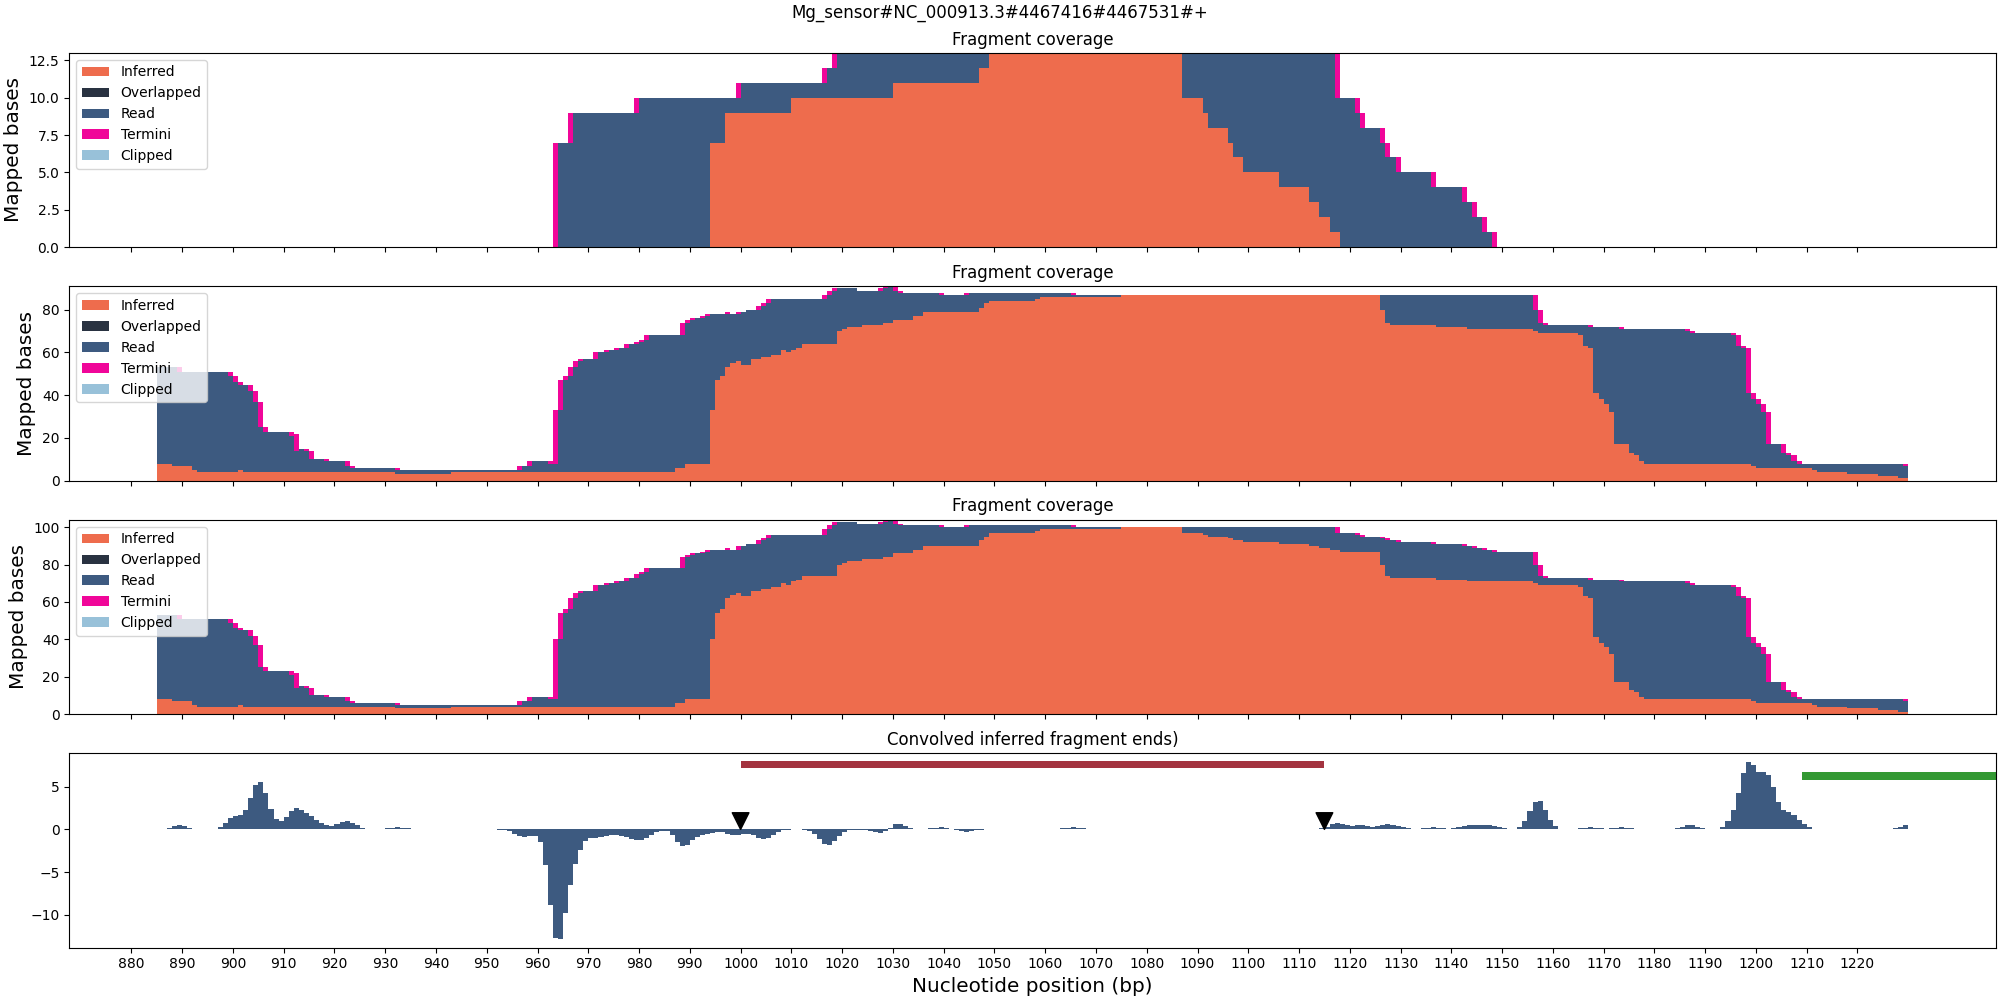 Mg_sensor#NC_000913.3#4467416#4467531#+
Fragment coverage
Mapped bases
12.5
10.0
7.5
5.0
2.5
0.0
Inferred
Overlapped
Read
Termini
Clipped
Fragment coverage
Mapped bases
80
60
40
20
0
Inferred
Overlapped
Read
Termini
Clipped
Fragment coverage
Mapped bases
100
80
60
40
20
0
Inferred
Overlapped
Read
Termini
Clipped
Convolved inferred fragment ends)
5
0
−5
−10
880 890 900 910 920 930 940 950 960 970 980 990 1000 1010 1020 1030 1040 1050 1060 1070 1080 1090 1100 1110 1120 1130 1140 1150 1160 1170 1180 1190 1200 1210 1220
Nucleotide position (bp)